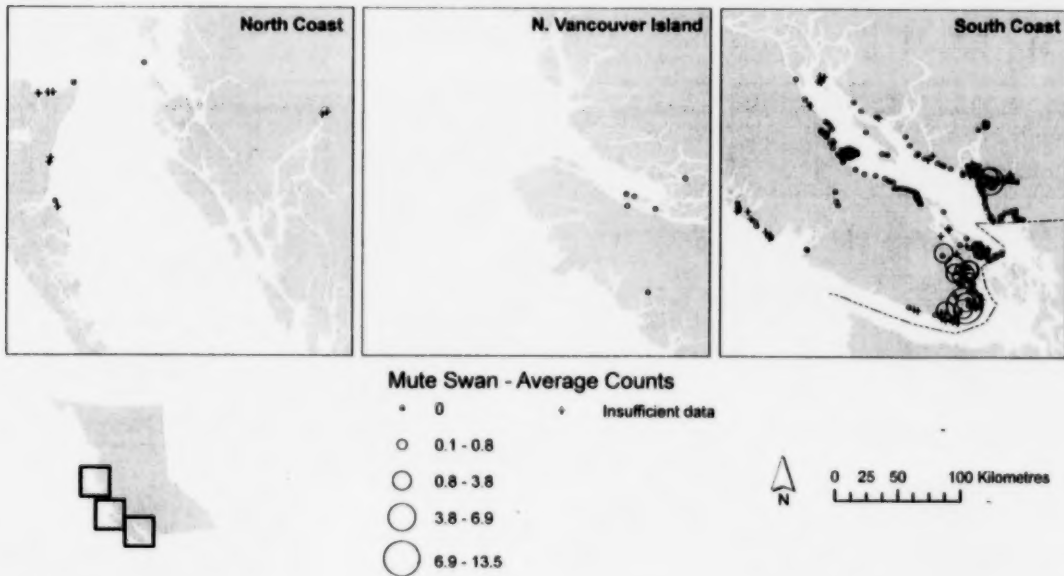 North Coast
N. Vancouver Island
South Coast
Mute Swan - Average Counts
0
Insufficient data
0.1 - 0.8
0.8 - 3.8
3.8 - 6.9
6.9 - 13.5
N
0 25 50 100 Kilometres